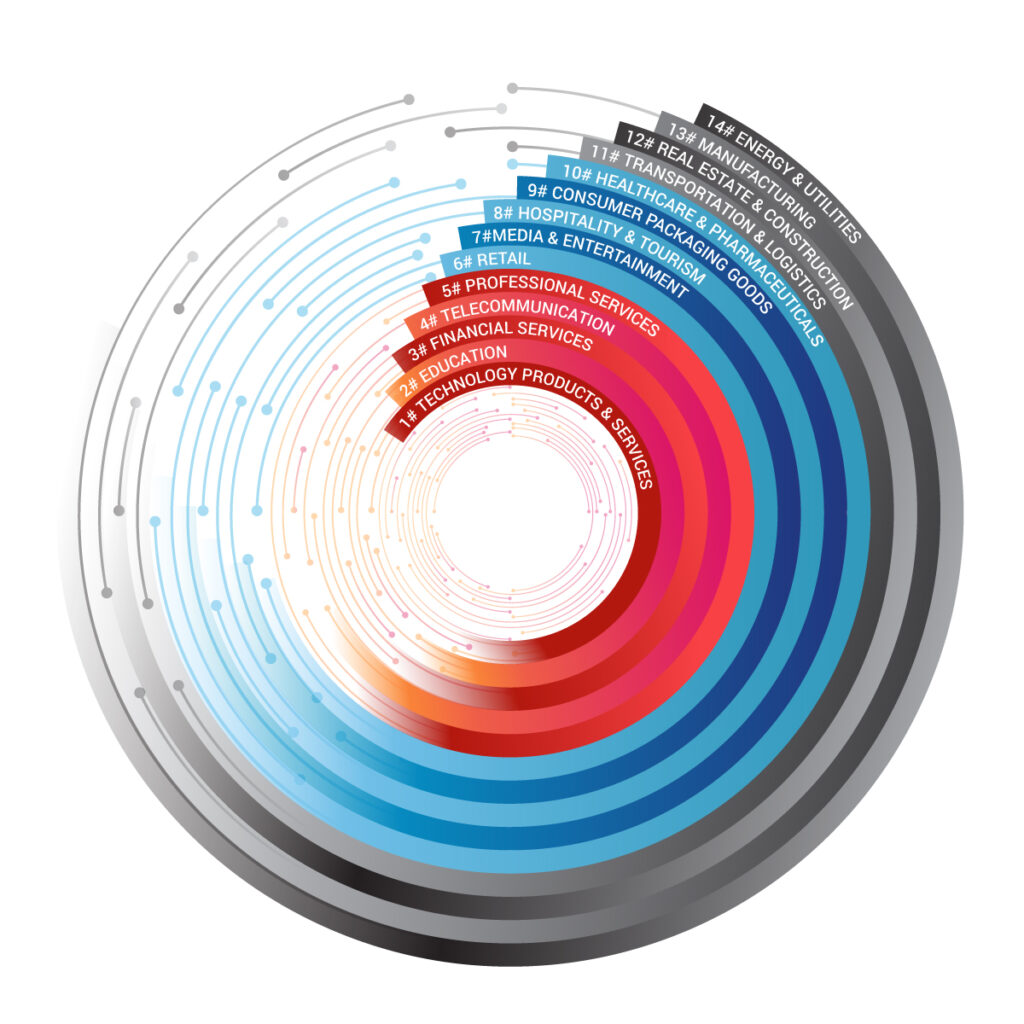 14# ENERGY & UTILITIES
13# MANUFACTURING
12# REAL ESTATE & CONSTRUCTION
11# TRANSPORTATION & LOGISTICS
10# HEALTHCARE & PHARMACEUTICALS
9# CONSUMER PACKAGING GOODS
8# HOSPITALITY & TOURISM
7#MEDIA & ENTERTAINMENT
6# RETAIL
5# PROFESSIONAL SERVICES
4# TELECOMMUNICATION
3# FINANCIAL SERVICES
2# EDUCATION
1# TECHNOLOGY PRODUCTS & SERVICES